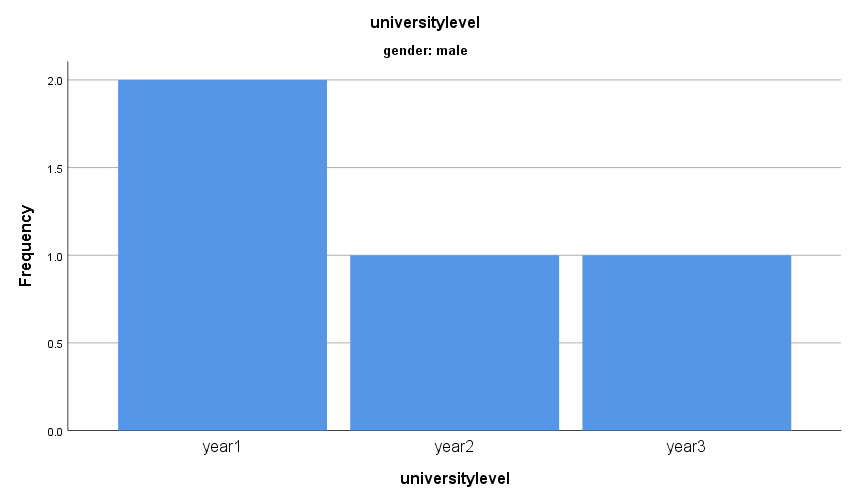 universitylevel
gender: male
2.0
1.5
1.0
0.5
0.0
Frequency
year1 year2 year3
universitylevel